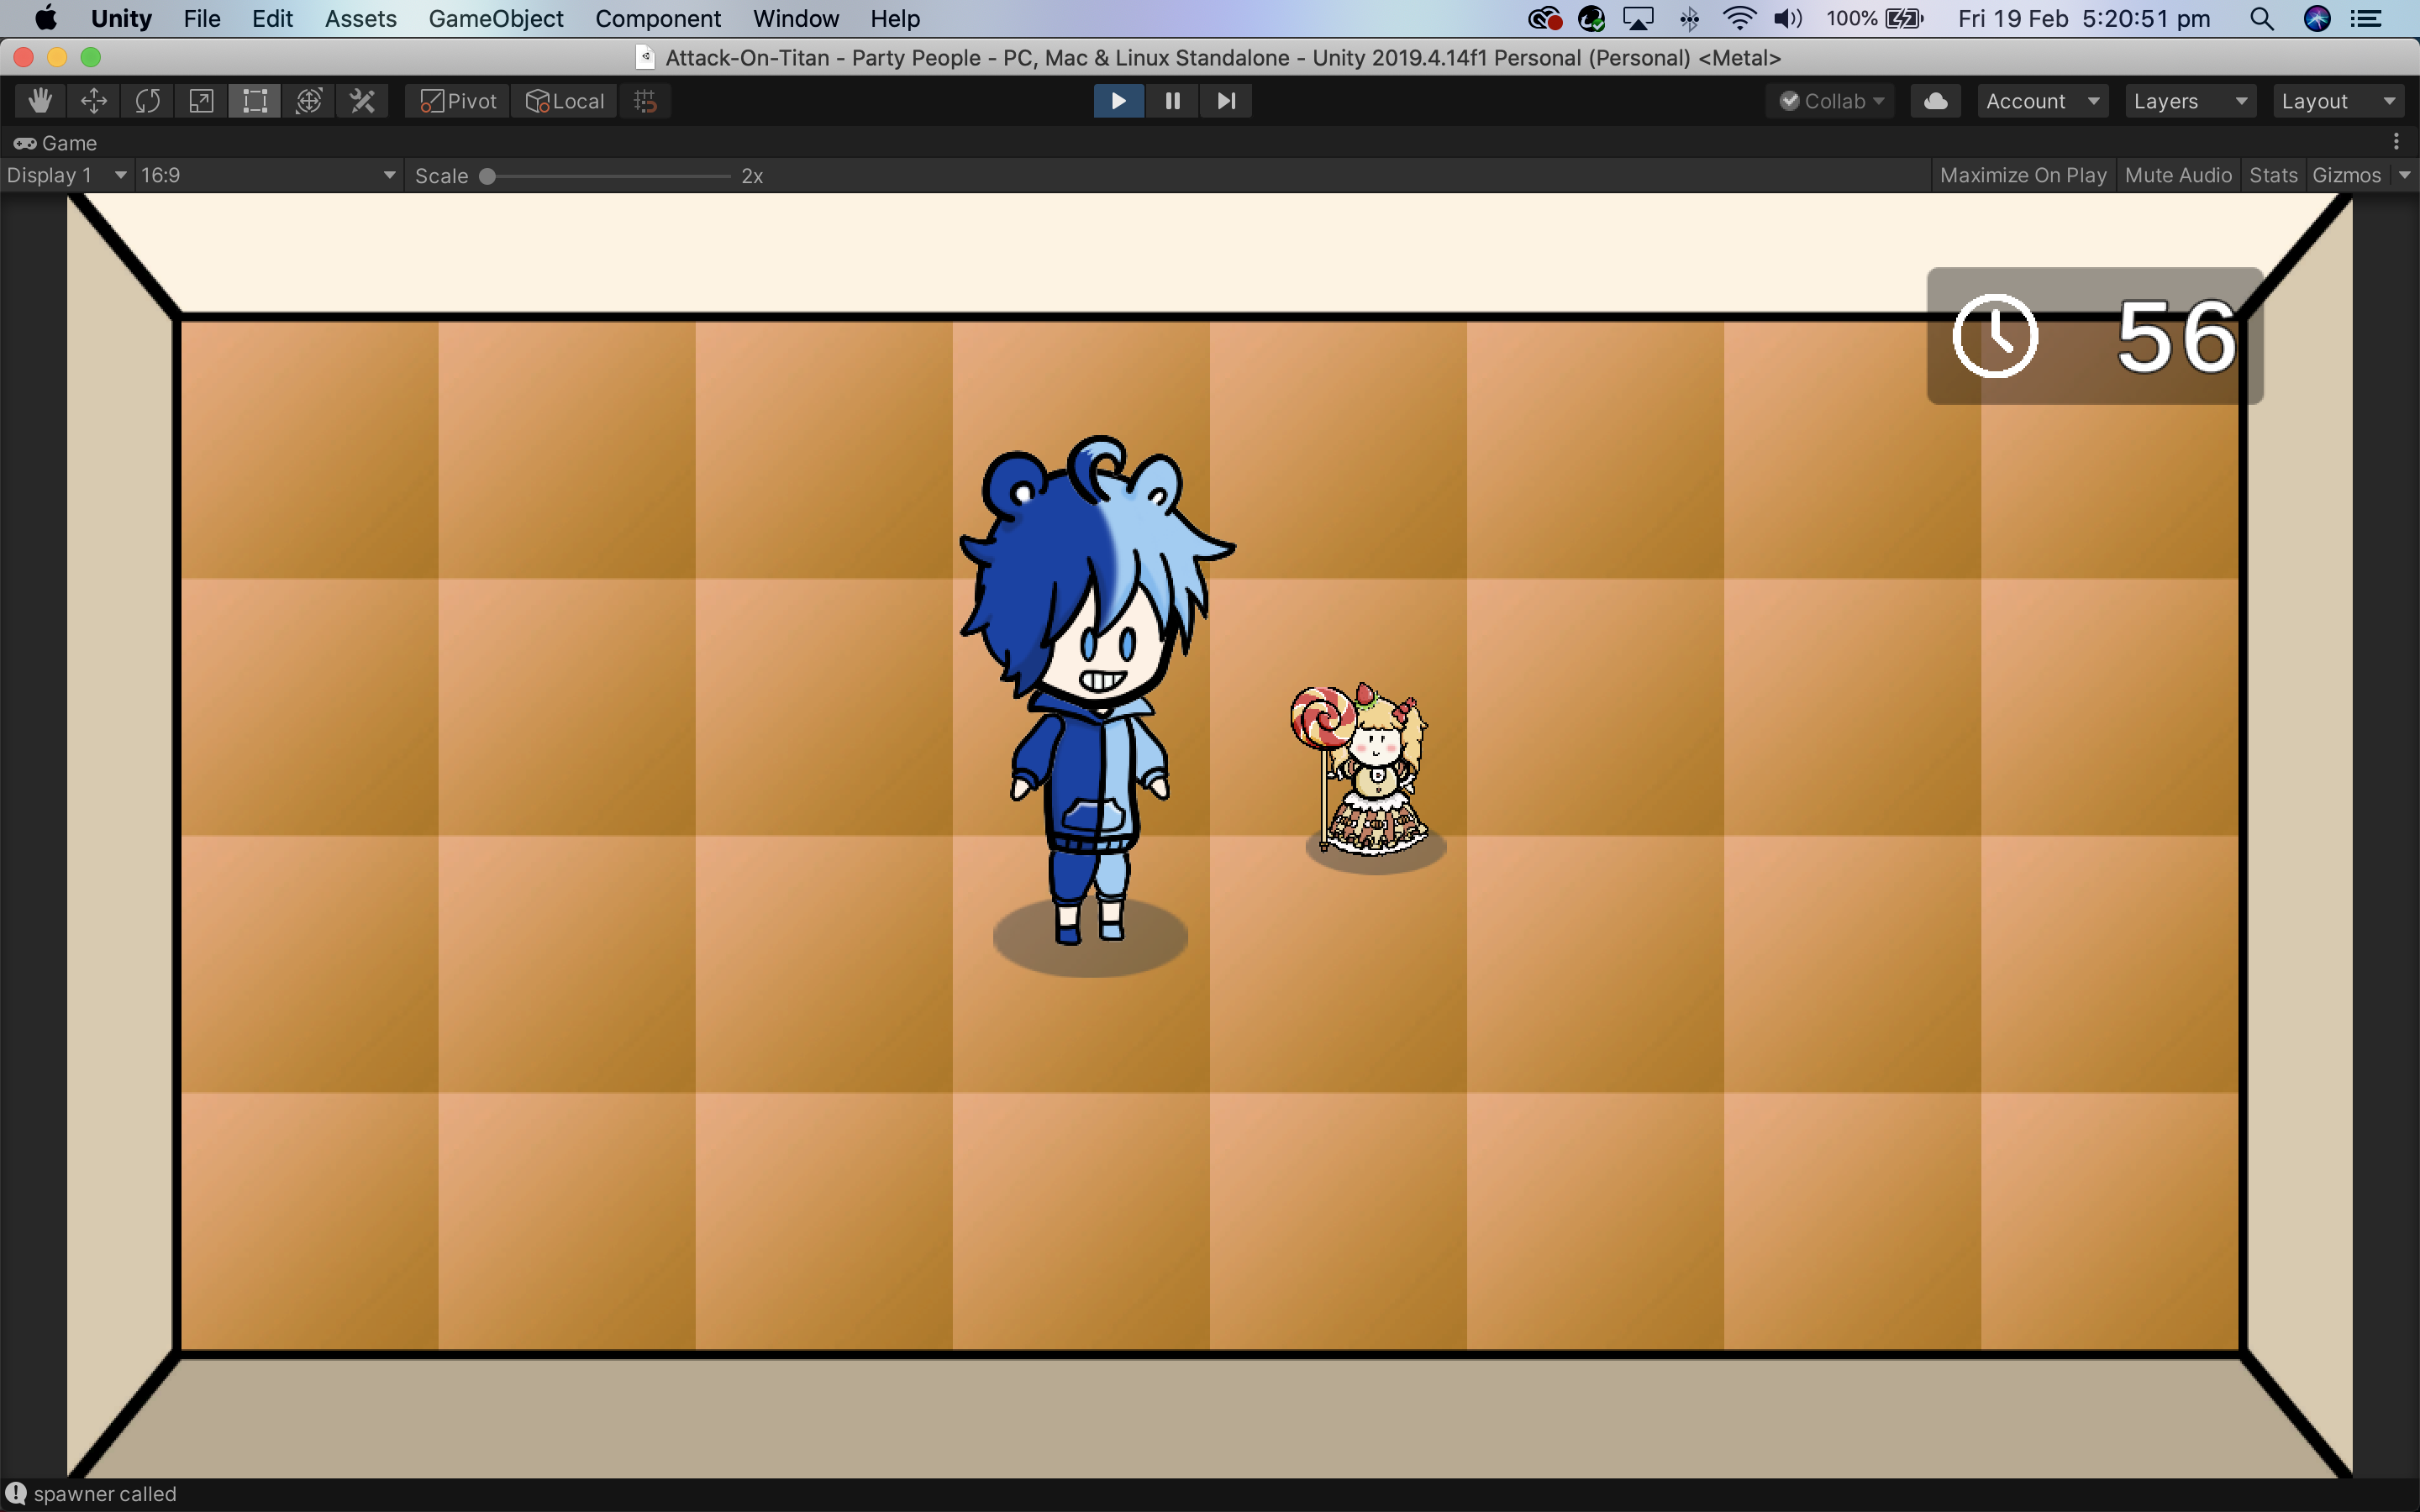 Unity File Edit Assets GameObject Component Window Help 100% Fri 19 Feb 5:20:51 pm
Attack-On-Titan - Party People - PC, Mac & Linux Standalone - Unity 2019.4.14f1 Personal (Personal) <Metal>
Pivot Local Collab Account Layers Layout
Game
Display 1 16:9 Scale 2x Maximize On Play Mute Audio Stats Gizmos
56
spawner called